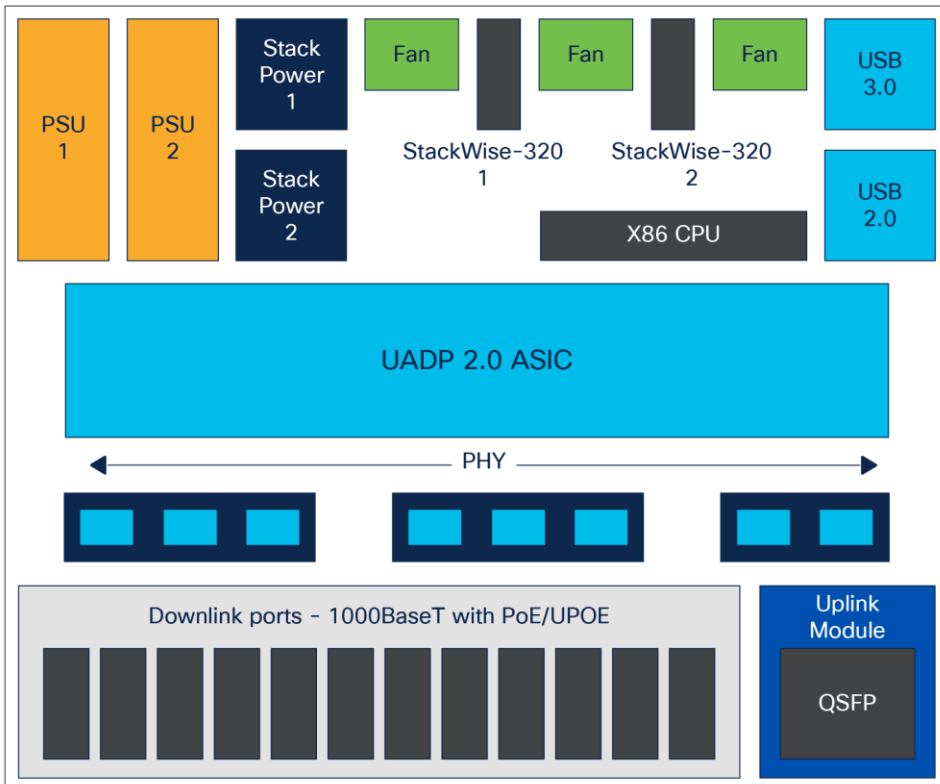 PSU
1
PSU
2
Stack
Power
1
Stack
Power
2
Fan
Fan
Fan
StackWise-320
1
StackWise-320
2
USB
3.0
USB
2.0
X86 CPU
UADP 2.0 ASIC
PHY
Downlink ports - 1000BaseT with PoE/UPOE
Uplink
Module
QSFP